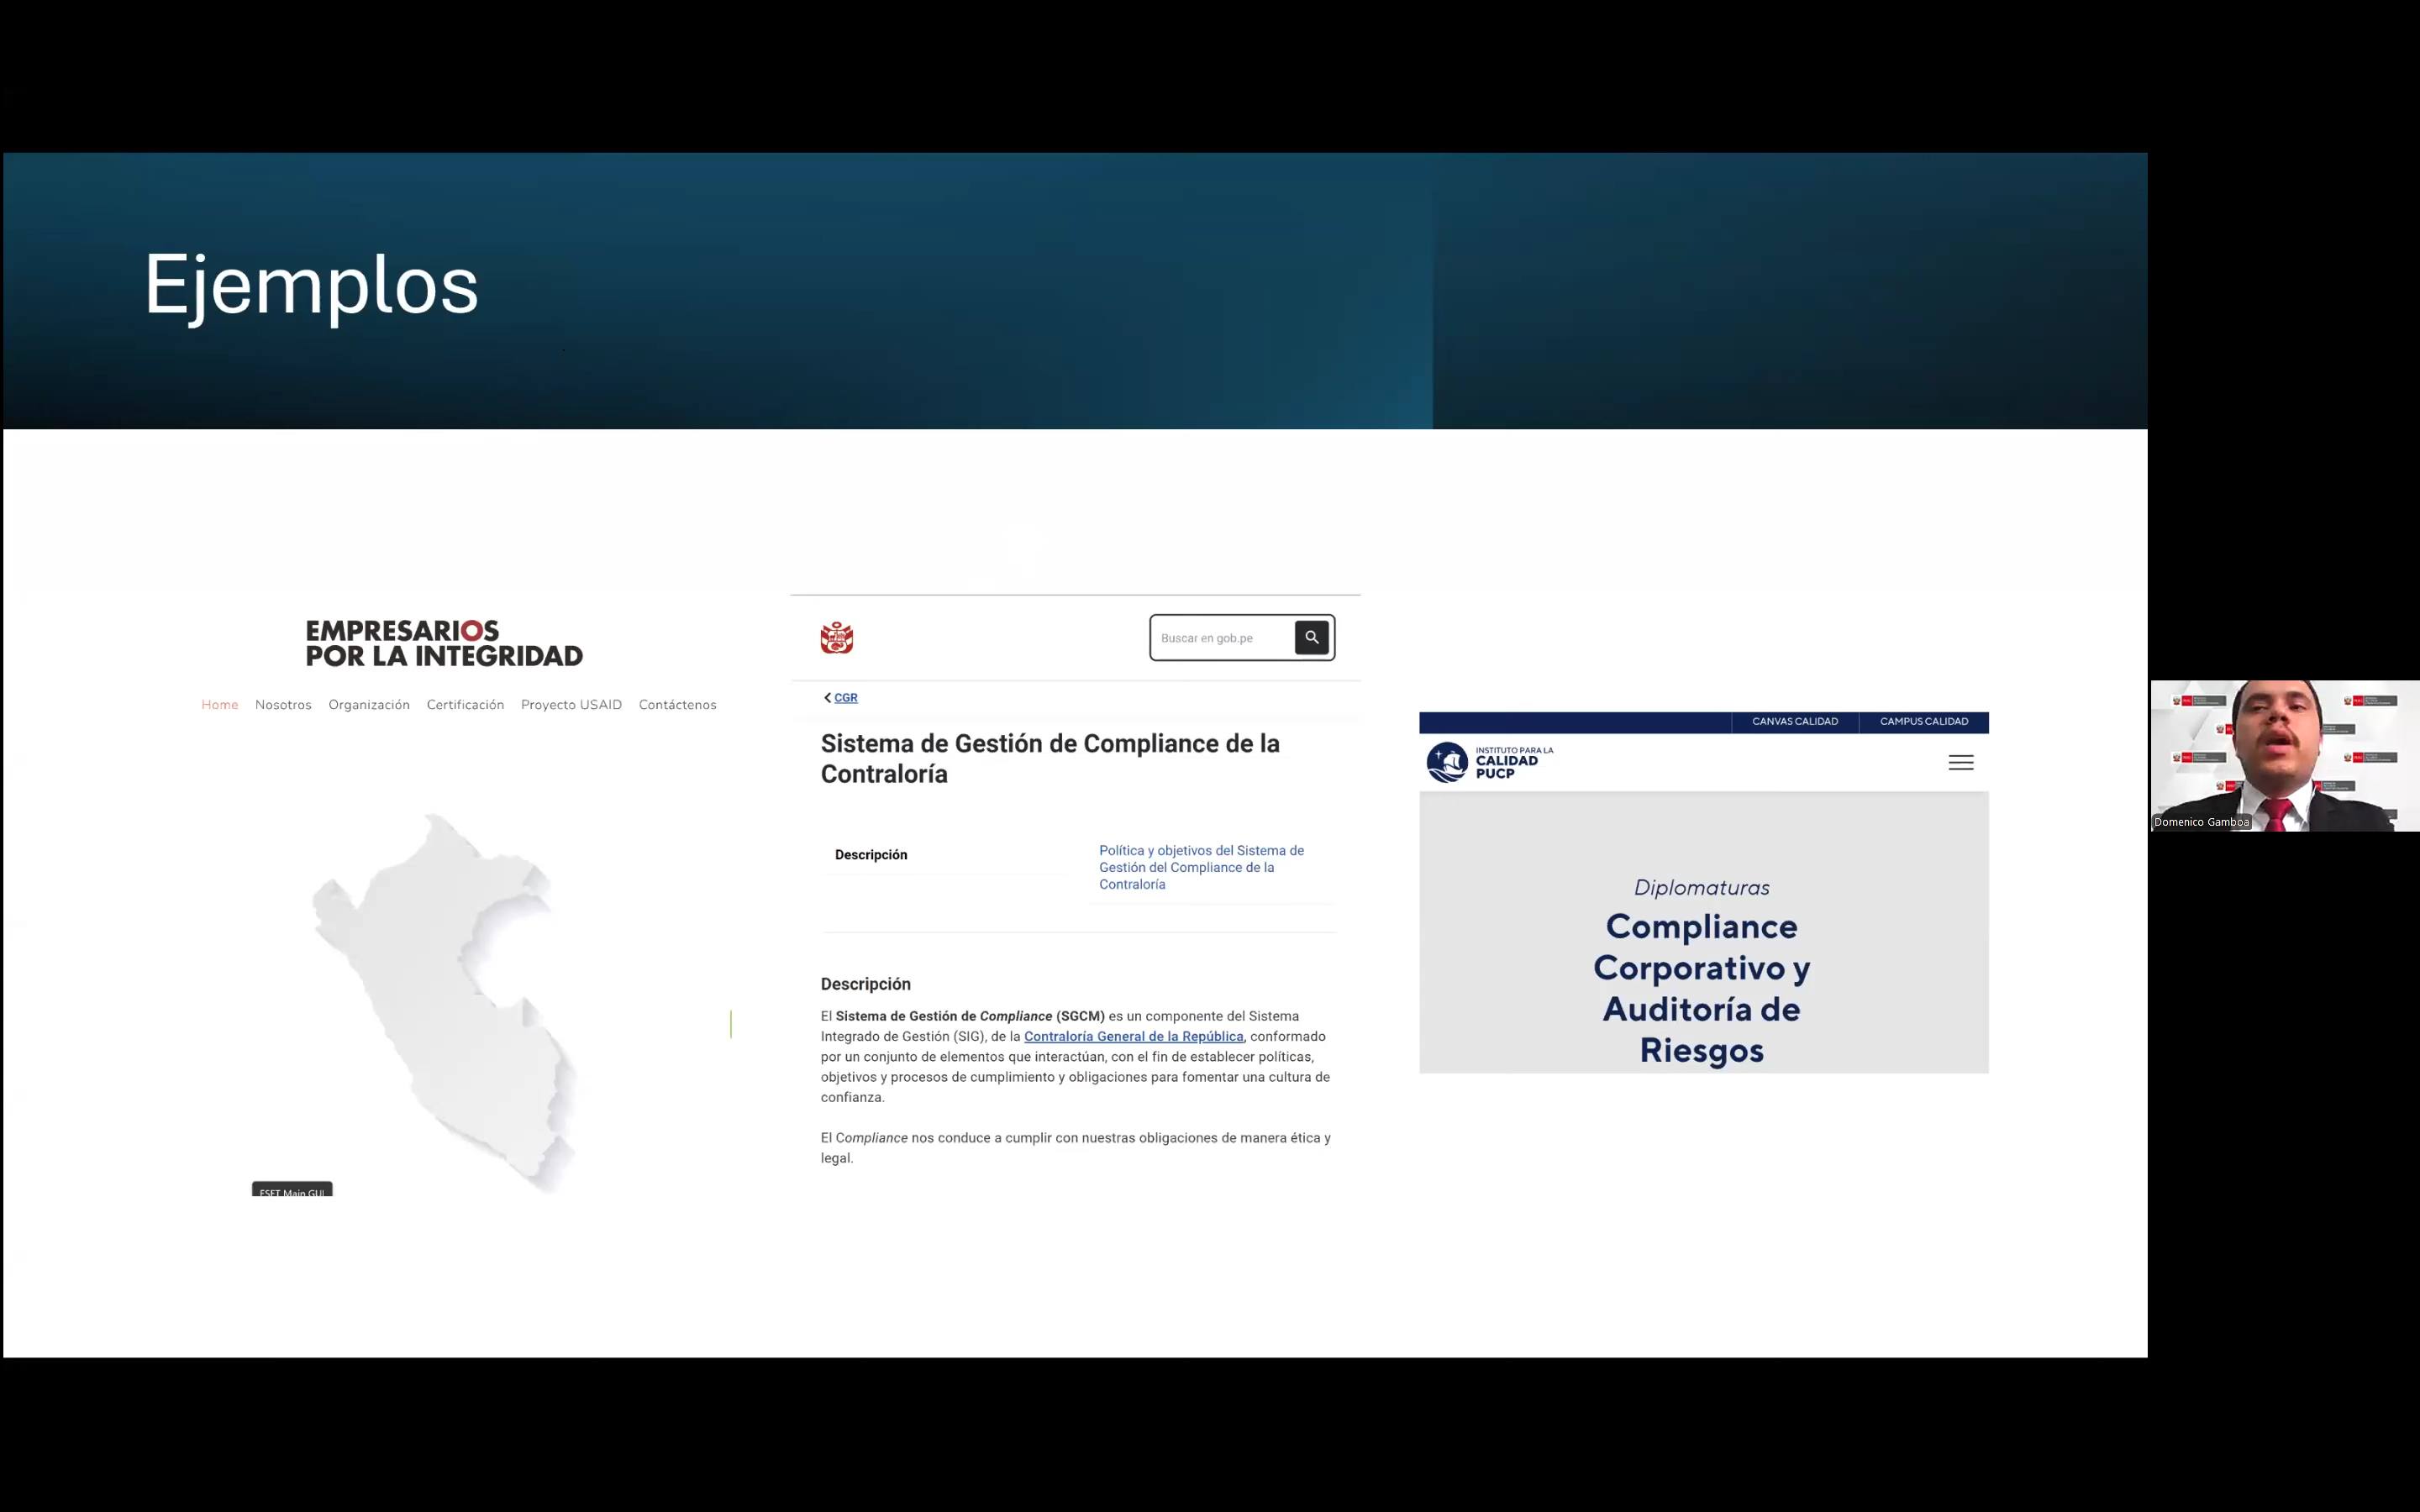 Ejemplos
EMPRESARIOS
POR LA INTEGRIDAD
Home Nosotros Organización Certificación Proyecto USAID Contáctenos
ESET Main GUI
Buscar en gob.pe
CGR
Sistema de Gestión de Compliance de la
Contraloría
Descripción
Política y objetivos del Sistema de
Gestión del Compliance de la
Contraloría
Descripción
El Sistema de Gestión de Compliance (SGCM) es un componente del Sistema
Integrado de Gestión (SIG), de la Contraloría General de la República, conformado
por un conjunto de elementos que interactúan, con el fin de establecer políticas,
objetivos y procesos de cumplimiento y obligaciones para fomentar una cultura de
confianza.
El Compliance nos conduce a cumplir con nuestras obligaciones de manera ética y
legal.
CANVAS CALIDAD CAMPUS CALIDAD
INSTITUTO PARA LA
CALIDAD
PUCP
Diplomaturas
Compliance
Corporativo y
Auditoría de
Riesgos
Domenico Gamboa